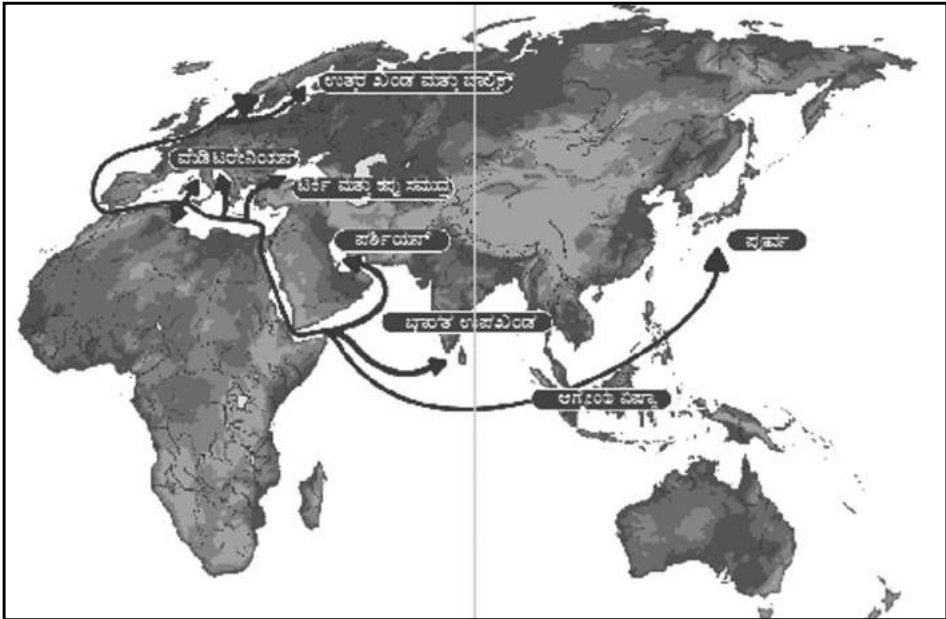 ಉತ್ತರ ಖಂಡ ಮತ್ತು ಬಾಲ್ಟಿಕ್
ಮೆಡಿಟರೇನಿಯನ್
ಟರ್ಕಿ ಮತ್ತು ಕಪ್ಪು ಸಮುದ್ರ
ಪರ್ಶಿಯನ್
ಪೂರ್ವ
ಭಾರತ ಉಪಖಂಡ
ಆಗ್ನೇಯ ಏಷ್ಯಾ